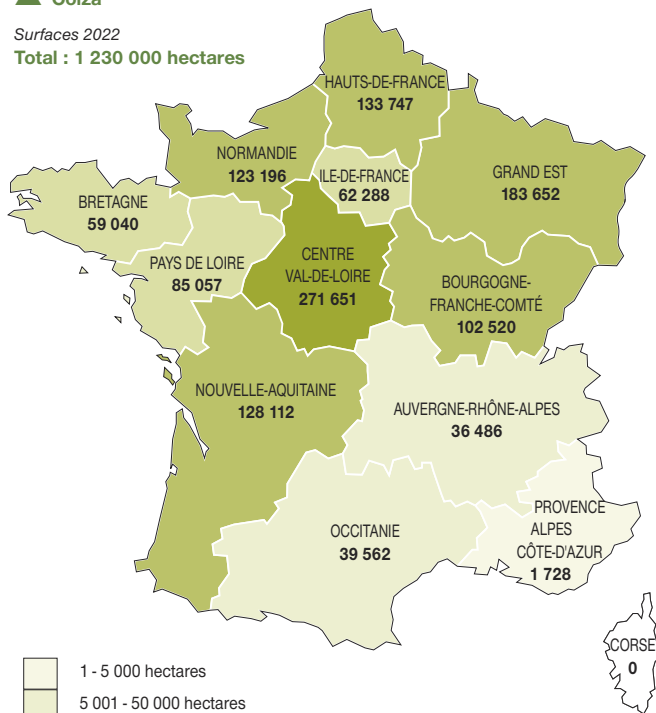 Colza
Surfaces 2022
Total : 1 230 000 hectares
HAUTS-DE-FRANCE
133 747
NORMANDIE
123 196
ILE-DE-FRANCE
62 288
GRAND EST
183 652
BRETAGNE
59 040
PAYS DE LOIRE
85 057
CENTRE
VAL-DE-LOIRE
271 651
BOURGOGNE-
FRANCHE-COMTÉ
102 520
NOUVELLE-AQUITAINE
128 112
AUVERGNE-RHÔNE-ALPES
36 486
OCCITANIE
39 562
PROVENCE
ALPES
CÔTE-D'AZUR
1 728
CORSE
0
1 - 5 000 hectares
5 001 - 50 000 hectares